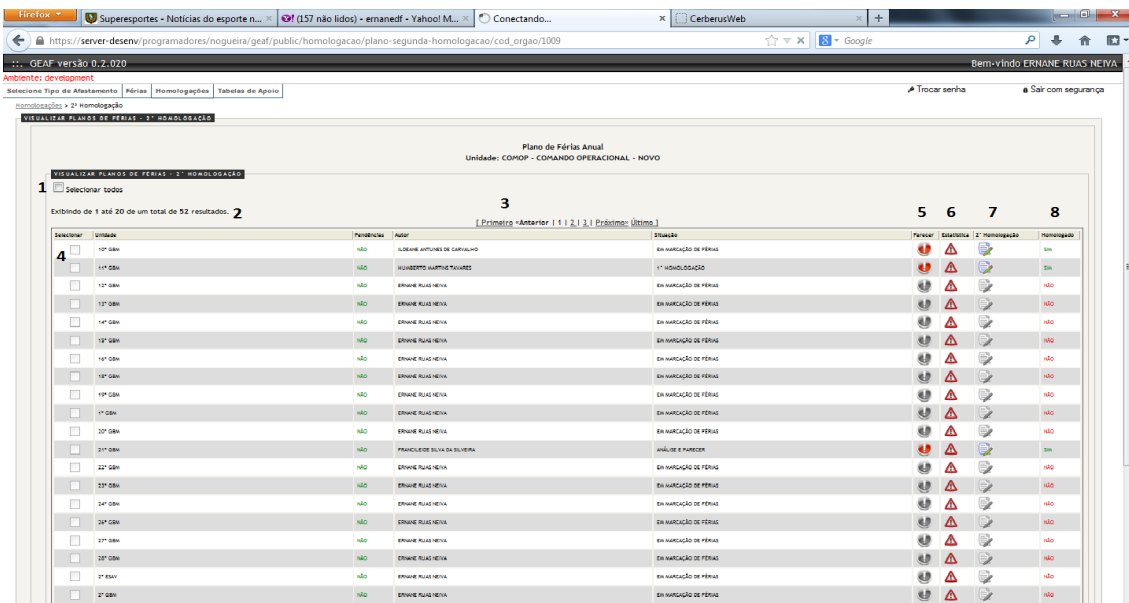 Firefox
Superesportes - Notícias do esporte n... × (157 não lidos) - ernanedf - Yahoo! M... × Conectando... × CerberusWeb × +
https://server-desenv/programadores/nogueira/geaf/public/homologacao/plano-segunda-homologacao/cod_orgao/1009 Google
::. GEAF versão 0.2.020 Bem-vindo ERNANE RUAS NEIVA
Ambiente: development
Selecione Tipo de Afastamento Férias Homologações Tabelas de Apoio Trocar senha Sair com segurança
Homologações > 2ª Homologação
VISUALIZAR PLANOS DE FÉRIAS - 2ª HOMOLOGAÇÃO
Plano de Férias Anual
Unidade: COMOP - COMANDO OPERACIONAL - NOVO
VISUALIZAR PLANOS DE FÉRIAS - 2ª HOMOLOGAÇÃO
1 Selecionar todos
Exibindo de 1 até 20 de um total de 52 resultados. 2 3 5 6 7 8
[ Primeiro «Anterior | 1 | 2 | 3 | Próximo» Último ]
Selecionar Unidade Pendências Autor Situação Parecer Estatística 2ª Homologação Homologado
4 10º GBM NÃO ILDEANE ANTUNES DE CARVALHO EM MARCAÇÃO DE FÉRIAS SIM
11º GBM NÃO HUMBERTO MARTINS TAVARES 1ª HOMOLOGAÇÃO SIM
12º GBM NÃO ERNANE RUAS NEIVA EM MARCAÇÃO DE FÉRIAS NÃO
13º GBM NÃO ERNANE RUAS NEIVA EM MARCAÇÃO DE FÉRIAS NÃO
14º GBM NÃO ERNANE RUAS NEIVA EM MARCAÇÃO DE FÉRIAS NÃO
15º GBM NÃO ERNANE RUAS NEIVA EM MARCAÇÃO DE FÉRIAS NÃO
16º GBM NÃO ERNANE RUAS NEIVA EM MARCAÇÃO DE FÉRIAS NÃO
18º GBM NÃO ERNANE RUAS NEIVA EM MARCAÇÃO DE FÉRIAS NÃO
19º GBM NÃO ERNANE RUAS NEIVA EM MARCAÇÃO DE FÉRIAS NÃO
1º GBM NÃO ERNANE RUAS NEIVA EM MARCAÇÃO DE FÉRIAS NÃO
20º GBM NÃO ERNANE RUAS NEIVA EM MARCAÇÃO DE FÉRIAS NÃO
21º GBM NÃO FRANCILEIDE SILVA DA SILVEIRA ANÁLISE E PARECER SIM
22º GBM NÃO ERNANE RUAS NEIVA EM MARCAÇÃO DE FÉRIAS NÃO
23º GBM NÃO ERNANE RUAS NEIVA EM MARCAÇÃO DE FÉRIAS NÃO
24º GBM NÃO ERNANE RUAS NEIVA EM MARCAÇÃO DE FÉRIAS NÃO
26º GBM NÃO ERNANE RUAS NEIVA EM MARCAÇÃO DE FÉRIAS NÃO
27º GBM NÃO ERNANE RUAS NEIVA EM MARCAÇÃO DE FÉRIAS NÃO
28º GBM NÃO ERNANE RUAS NEIVA EM MARCAÇÃO DE FÉRIAS NÃO
2º ESAV NÃO ERNANE RUAS NEIVA EM MARCAÇÃO DE FÉRIAS NÃO
2º GBM NÃO ERNANE RUAS NEIVA EM MARCAÇÃO DE FÉRIAS NÃO